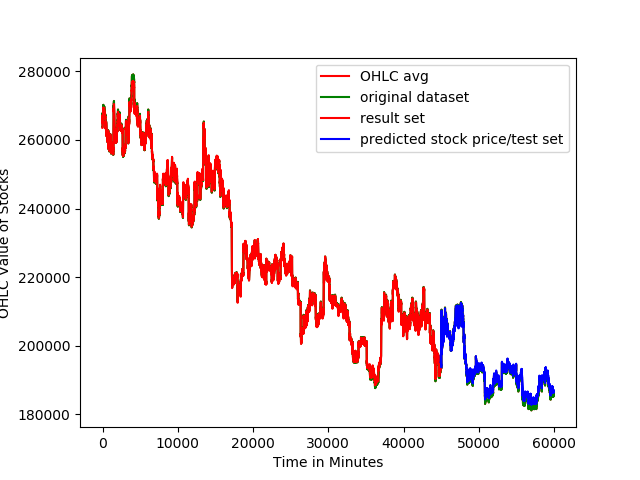 OHLC avg
original dataset
result set
predicted stock price/test set
280000
260000
240000
220000
200000
180000
OHLC Value of Stocks
0
10000
20000
30000
40000
50000
60000
Time in Minutes